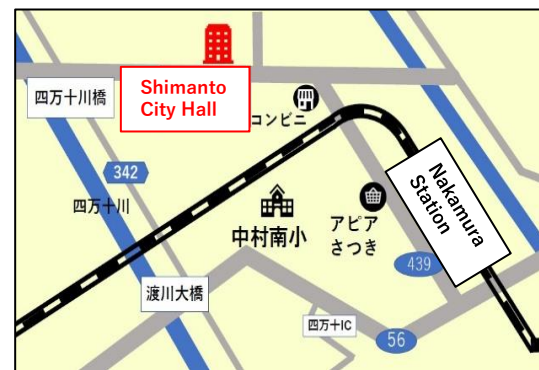 Shimanto
City Hall
四万十川橋
コンビニ
342
四万十川
中村南小
アピア
さつき
Nakamura
Station
439
渡川大橋
四万十IC
56